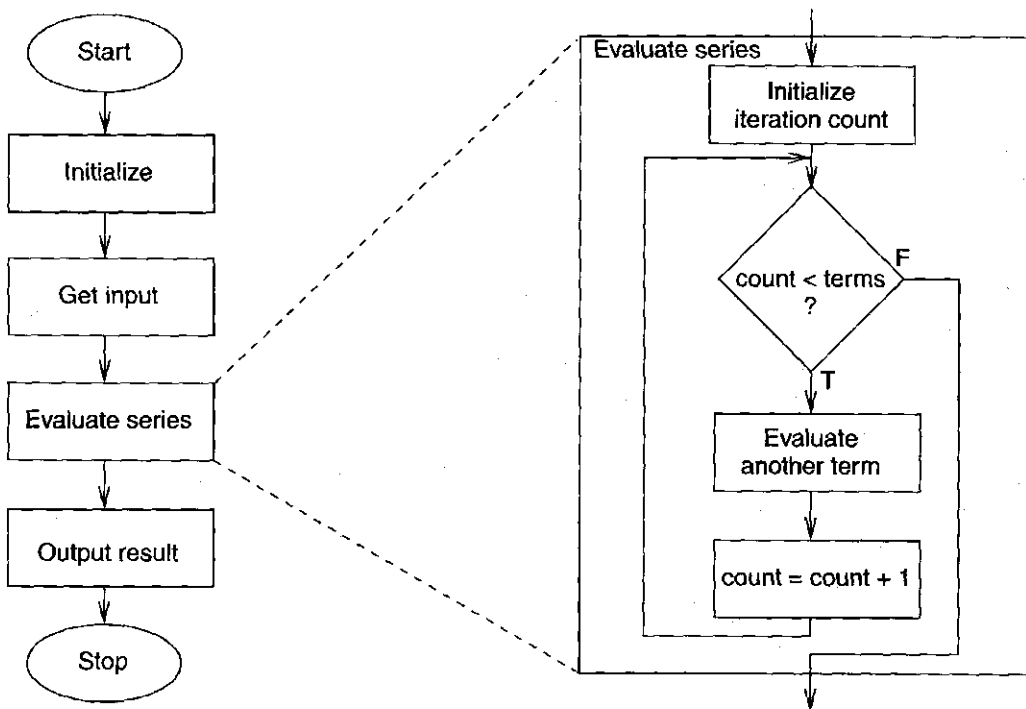 Start
Initialize
Get input
Evaluate series
Output result
Stop
Evaluate series
Initialize
iteration count
count < terms
?
F
T
Evaluate
another term
count = count + 1